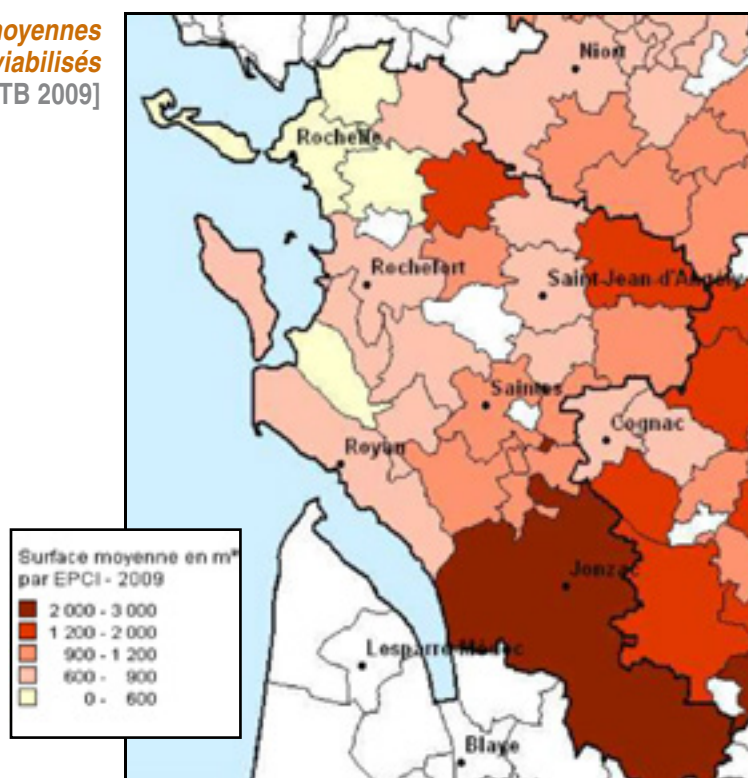 moyennes
viabilisés
TB 2009]
Niort
Rochelle
Rochefort
Saint-Jean-d'Angély
Saintes
Cognac
Royan
Jonzac
Lesparre Médoc
Blaye
Surface moyenne en m²
par EPCI - 2009
2 000 - 3 000
1 200 - 2 000
900 - 1 200
600 - 900
0 - 600